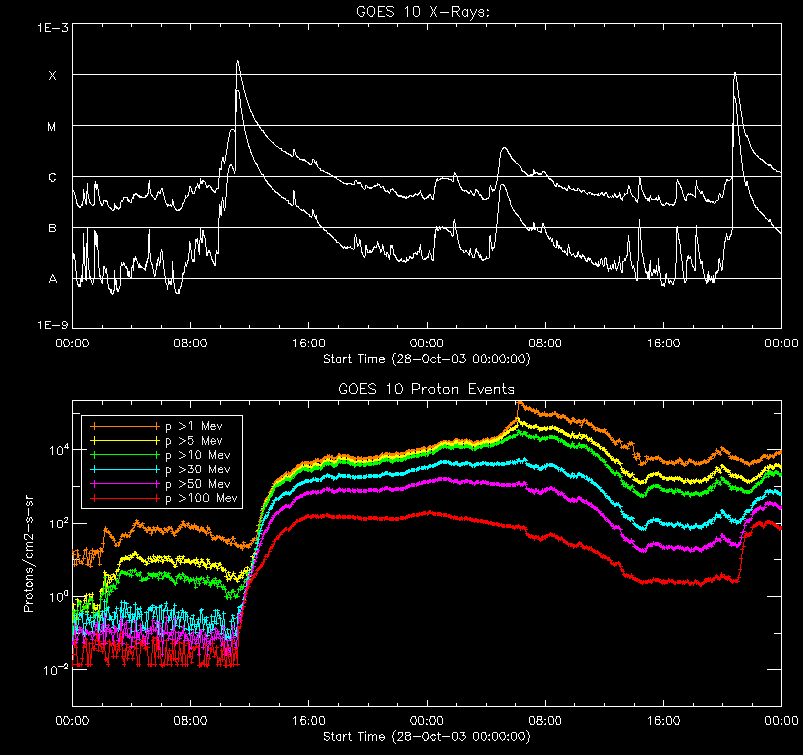 GOES 10 X-Rays:
1E-3
X
M
C
B
A
1E-9
00:00 08:00 16:00 00:00 08:00 16:00 00:00
Start Time (28-Oct-03 00:00:00)
GOES 10 Proton Events
p >1 Mev
p >5 Mev
p >10 Mev
p >30 Mev
p >50 Mev
p >100 Mev
Protons/cm2-s-sr
10^4
10^2
10^0
10^-2
00:00 08:00 16:00 00:00 08:00 16:00 00:00
Start Time (28-Oct-03 00:00:00)